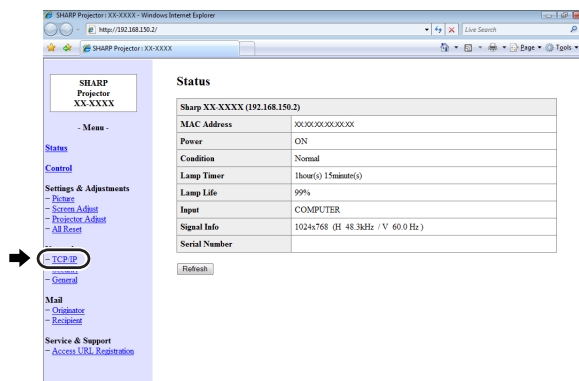 SHARP Projector : XX-XXXX - Windows Internet Explorer
http://192.168.150.2/
Live Search
SHARP Projector : XX-XXXX
Page
Tools
SHARP
Projector
XX-XXXX
- Menu -
Status
Control
Settings & Adjustments
- Picture
- Screen Adjust
- Projector Adjust
- All Reset
- TCP/IP
- General
Mail
- Originator
- Recipient
Service & Support
- Access URL Registration
Status
Sharp XX-XXXX (192.168.150.2)
MAC Address XX:XX:XX:XX:XX:XX
Power ON
Condition Normal
Lamp Timer 1hour(s) 15minute(s)
Lamp Life 99%
Input COMPUTER
Signal Info 1024x768 (H 48.3kHz / V 60.0 Hz )
Serial Number
Refresh